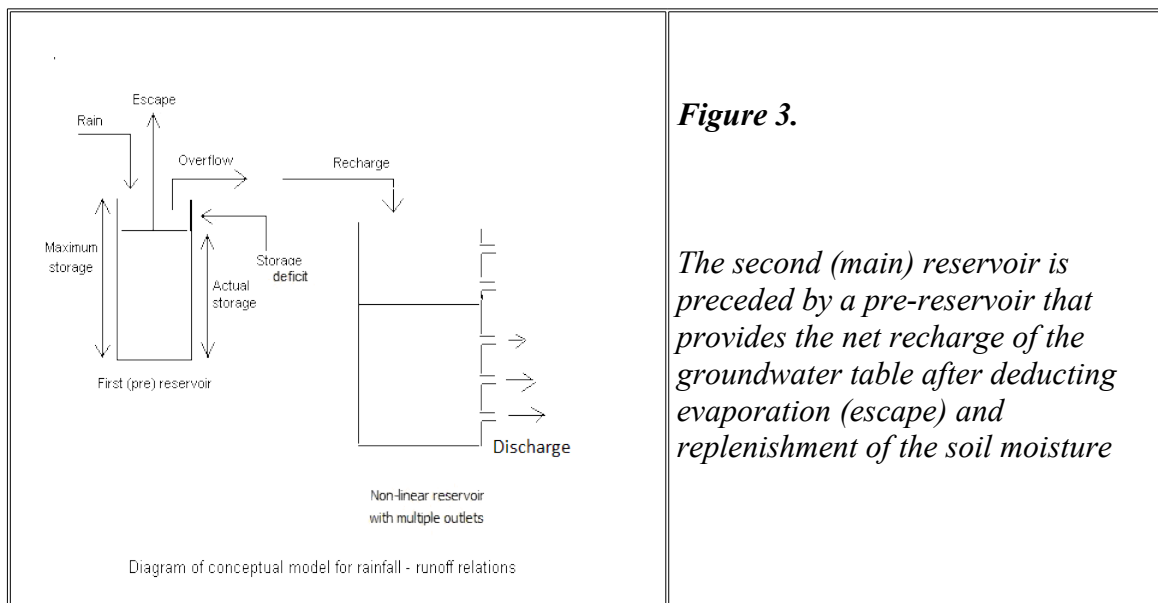 Escape
Rain
Overflow
Recharge
Maximum
storage
Storage
deficit
Actual
storage
First (pre) reservoir
Discharge
Non-linear reservoir
with multiple outlets
Diagram of conceptual model for rainfall - runoff relations
Figure 3.
The second (main) reservoir is
preceded by a pre-reservoir that
provides the net recharge of the
groundwater table after deducting
evaporation (escape) and
replenishment of the soil moisture